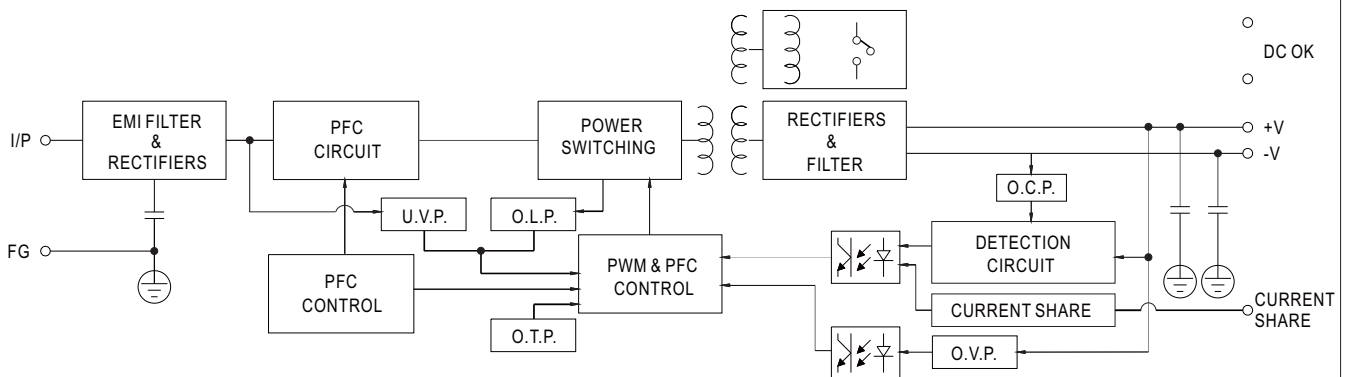 DC OK
I/P
EMI FILTER
&
RECTIFIERS
PFC
CIRCUIT
POWER
SWITCHING
RECTIFIERS
&
FILTER
+V
-V
O.C.P.
U.V.P.
O.L.P.
FG
PFC
CONTROL
PWM & PFC
CONTROL
DETECTION
CIRCUIT
O.T.P.
CURRENT SHARE
CURRENT
SHARE
O.V.P.